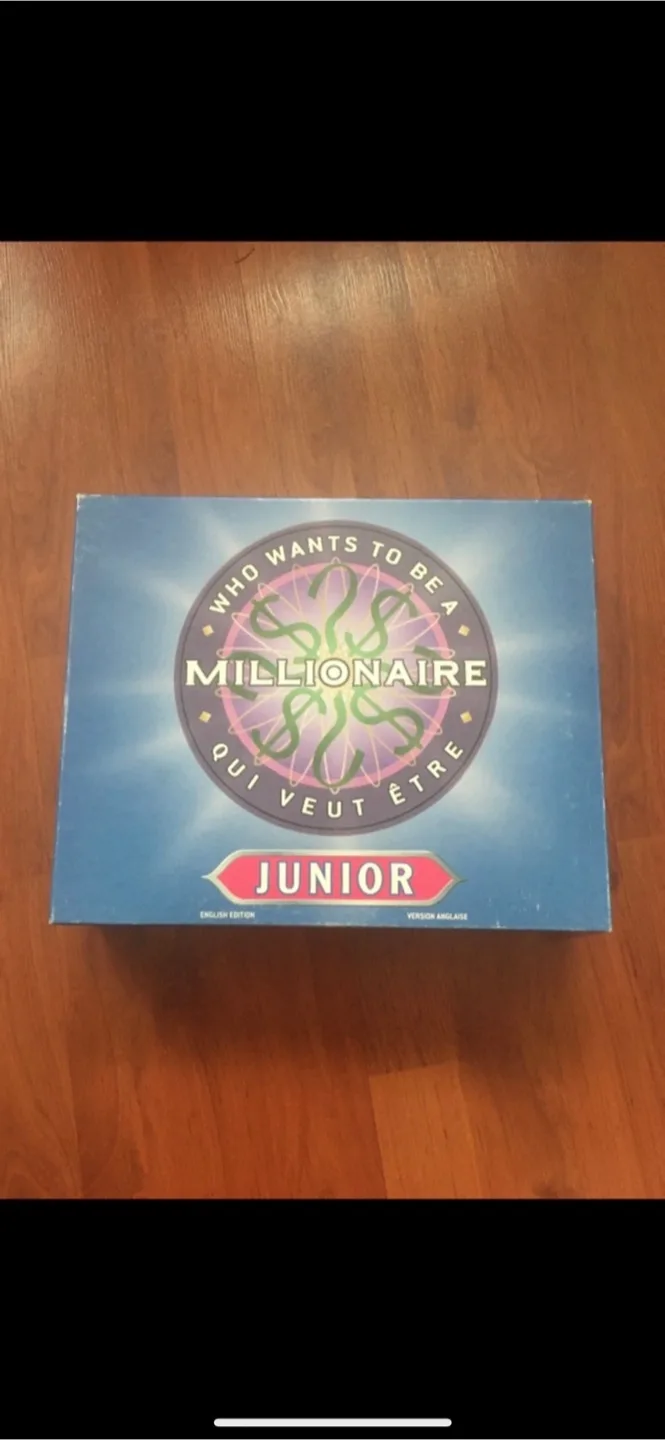 WHO WANTS TO BE A
MILLIONAIRE
QUI VEUT ÊTRE
JUNIOR
ENGLISH EDITION
VERSION ANGLAISE